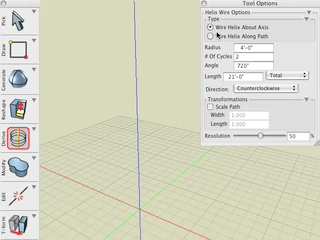 Tool Options
Helix Wire Options
Type
Wire Helix About Axis
Wire Helix Along Path
Radius 4'-0"
# Of Cycles 2
Angle 720°
Length 21'-0" Total
Direction: Counterclockwise
Transformations
Scale Path
Width 1.000
Length 1.000
Resolution 50 %
Pick
Draw
Generate
Reshape
Derive
Modify
Edit
T-form